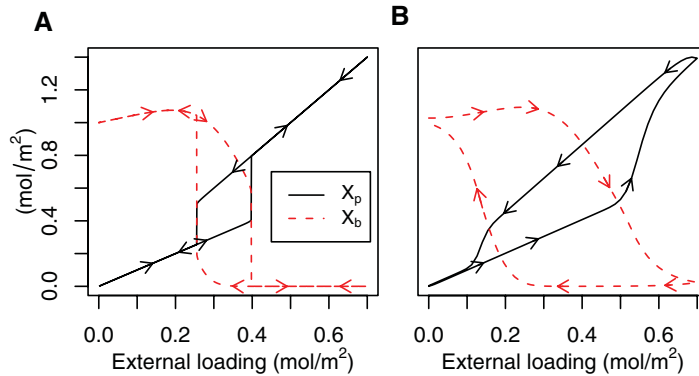 A
B
(mol/m²)
0.0 0.4 0.8 1.2
Xp
Xb
0.0 0.2 0.4 0.6
0.0 0.2 0.4 0.6
External loading (mol/m²)
External loading (mol/m²)